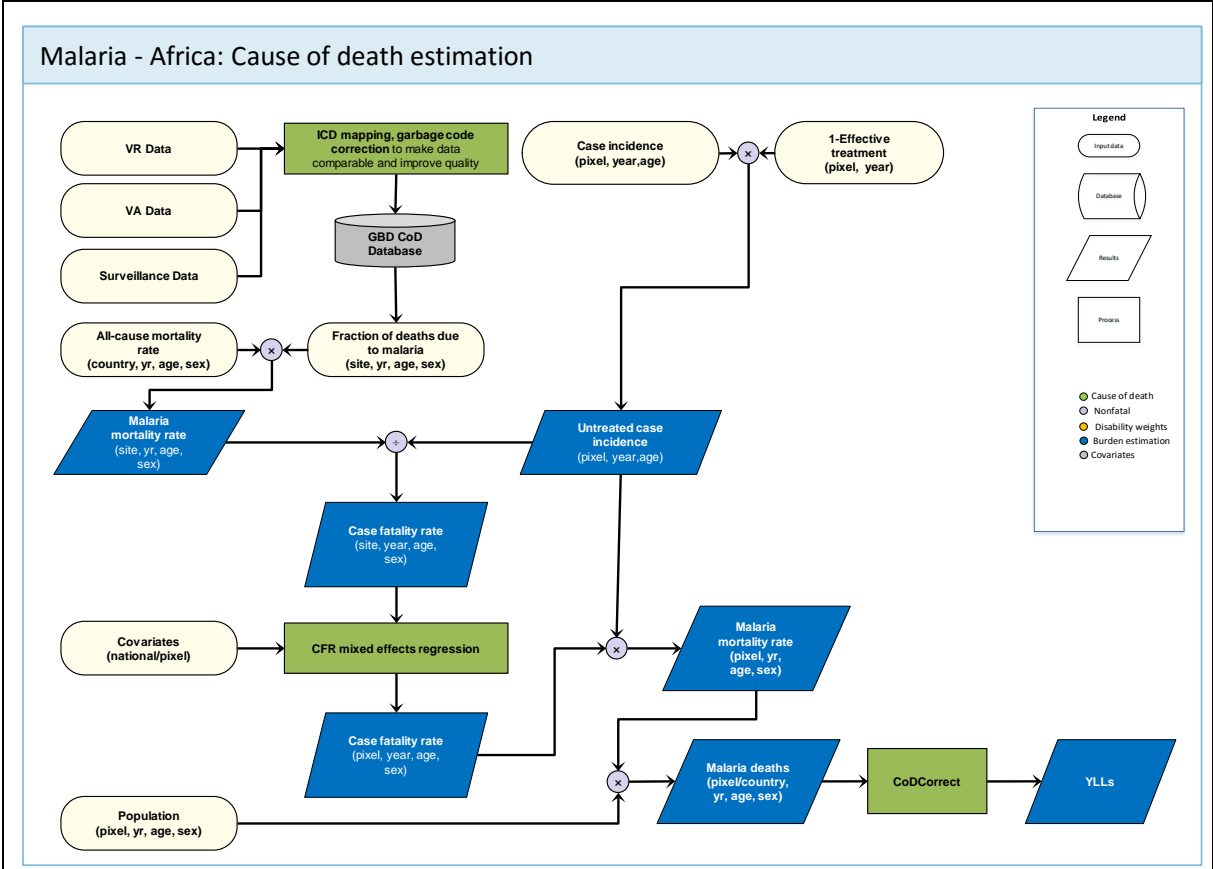 Malaria - Africa: Cause of death estimation
VR Data
VA Data
Surveillance Data
ICD mapping, garbage code
correction to make data
comparable and improve quality
GBD CoD
Database
Case incidence
(pixel, year,age)
×
1-Effective
treatment
(pixel, year)
All-cause mortality
rate
(country, yr, age, sex)
×
Fraction of deaths due
to malaria
(site, yr, age, sex)
Malaria
mortality rate
(site, yr, age,
sex)
÷
Untreated case
incidence
(pixel, year,age)
Case fatality rate
(site, year, age,
sex)
Covariates
(national/pixel)
CFR mixed effects regression
×
Malaria
mortality rate
(pixel, yr,
age, sex)
Case fatality rate
(pixel, year, age,
sex)
Population
(pixel, yr, age, sex)
×
Malaria deaths
(pixel/country,
yr, age, sex)
CoDCorrect
YLLs
Legend
Input data
Database
Results
Process
Cause of death
Nonfatal
Disability weights
Burden estimation
Covariates